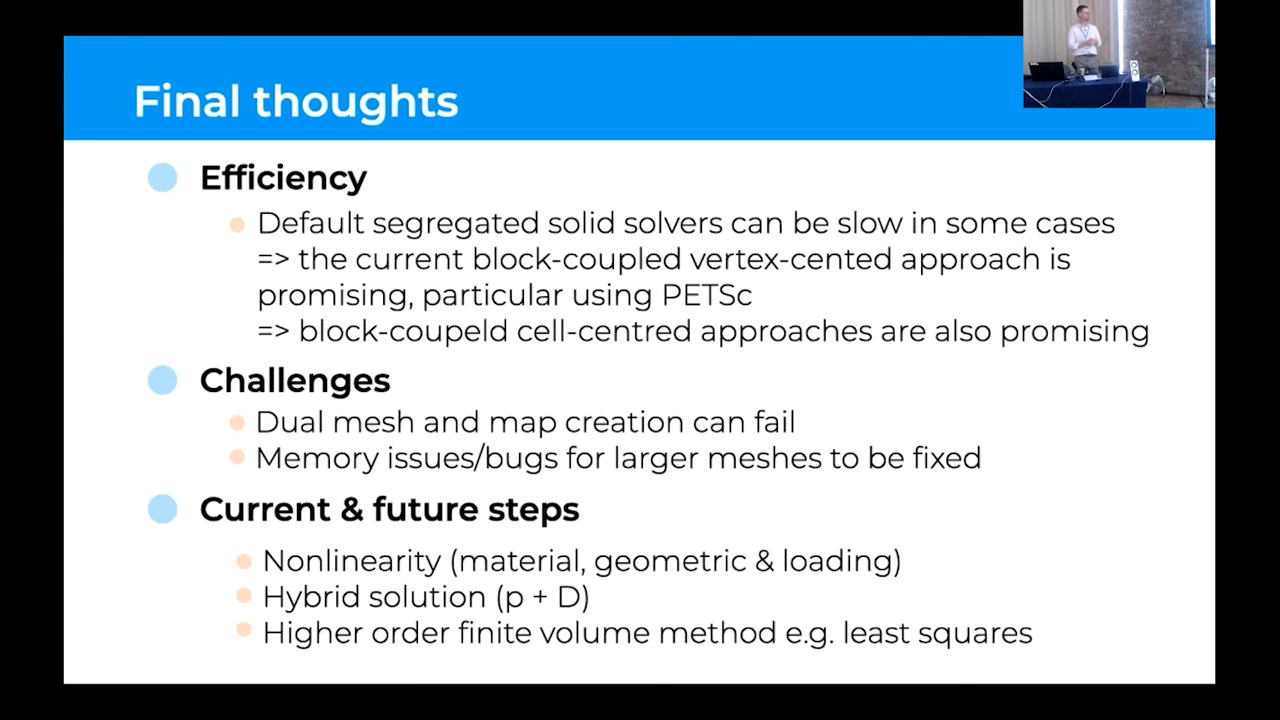 Final thoughts
Efficiency
Default segregated solid solvers can be slow in some cases
=> the current block-coupled vertex-cented approach is
promising, particular using PETSc
=> block-coupeld cell-centred approaches are also promising
Challenges
Dual mesh and map creation can fail
Memory issues/bugs for larger meshes to be fixed
Current & future steps
Nonlinearity (material, geometric & loading)
Hybrid solution (p + D)
Higher order finite volume method e.g. least squares